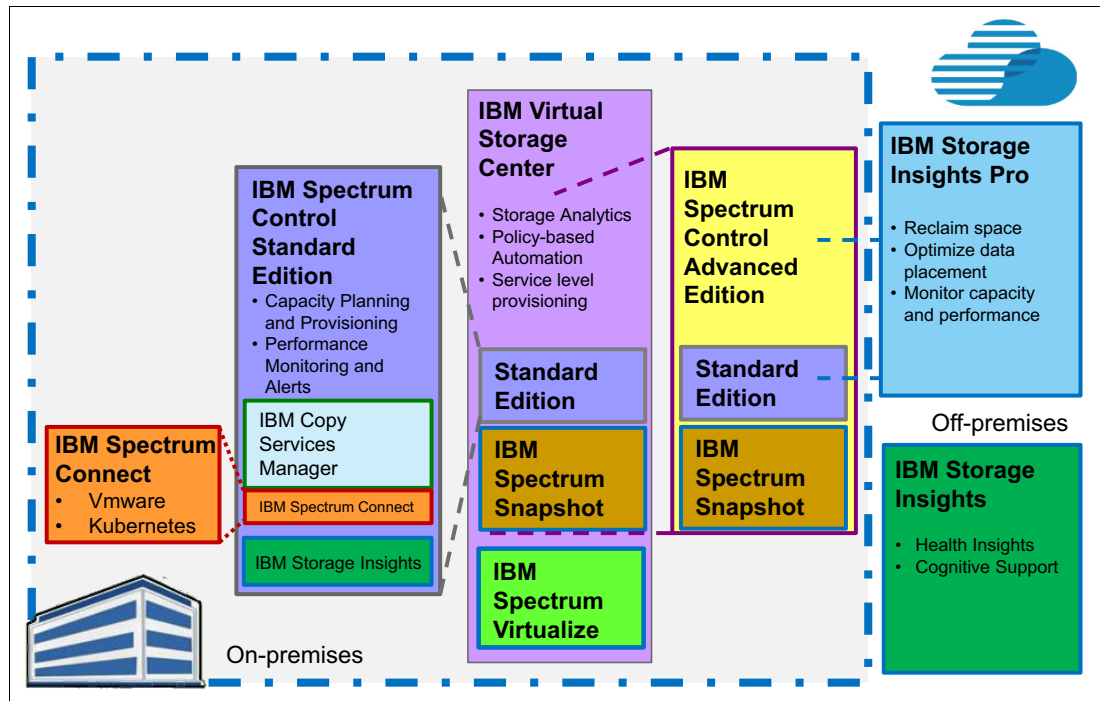 IBM Spectrum
Connect
• Vmware
• Kubernetes
IBM Spectrum
Control
Standard
Edition
• Capacity Planning
and Provisioning
• Performance
Monitoring and
Alerts
IBM Copy
Services
Manager
IBM Spectrum Connect
IBM Storage Insights
On-premises
IBM Virtual
Storage
Center
• Storage Analytics
• Policy-based
Automation
• Service level
provisioning
Standard
Edition
IBM
Spectrum
Snapshot
IBM
Spectrum
Virtualize
IBM
Spectrum
Control
Advanced
Edition
Standard
Edition
IBM
Spectrum
Snapshot
IBM Storage
Insights Pro
• Reclaim space
• Optimize data
placement
• Monitor capacity
and performance
Off-premises
IBM Storage
Insights
• Health Insights
• Cognitive Support